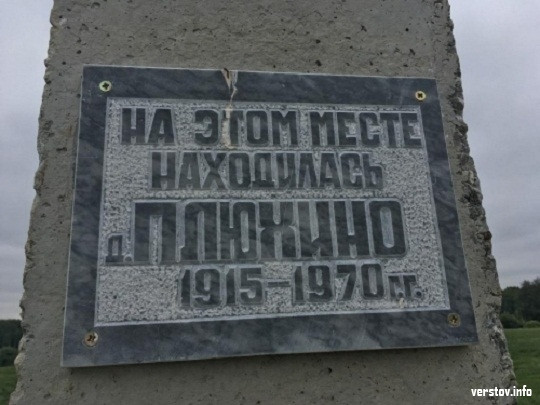 НА ЭТОМ МЕСТЕ
НАХОДИЛАСЬ
д. ПЛЮХИНО
1915-1970 гг.
verstov.info